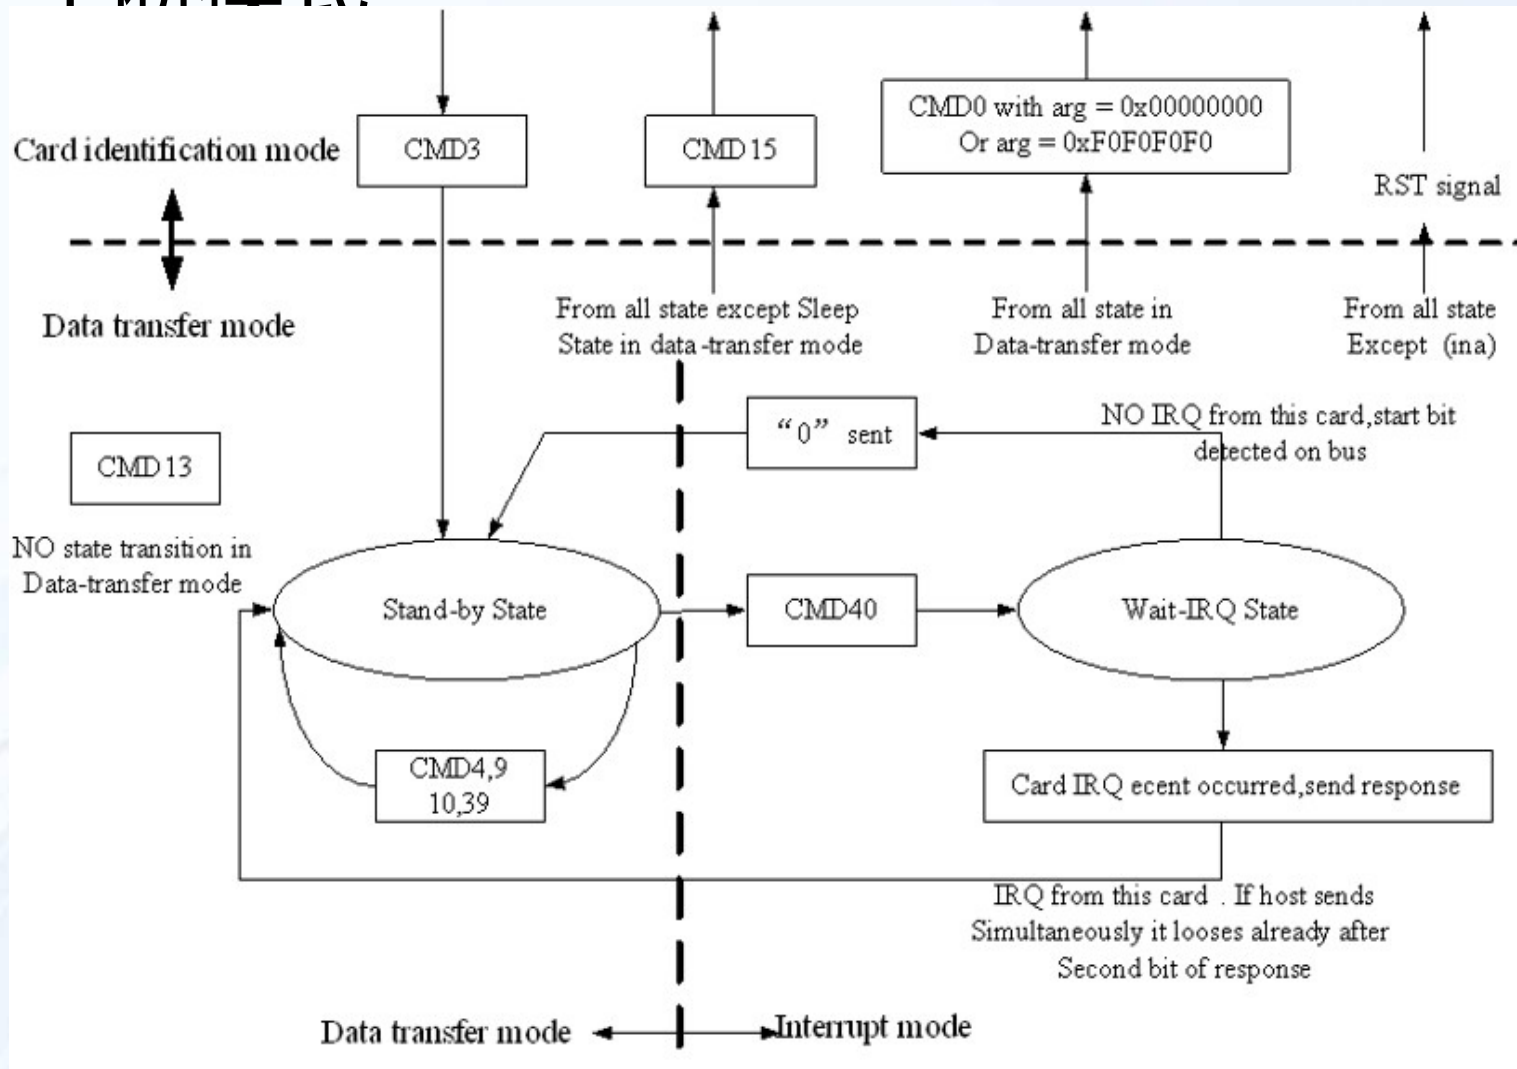 CMD0 with arg = 0x00000000
Or arg = 0xF0F0F0F0
Card identification mode
CMD3
CMD15
RST signal
Data transfer mode
From all state except Sleep
State in data-transfer mode
From all state in
Data-transfer mode
From all state
Except (ina)
CMD13
NO state transition in
Data-transfer mode
"0" sent
NO IRQ from this card,start bit
detected on bus
Stand-by State
CMD40
Wait-IRQ State
CMD4,9
10,39
Card IRQ ecent occurred,send response
IRQ from this card . If host sends
Simultaneously it looses already after
Second bit of response
Data transfer mode
Interrupt mode